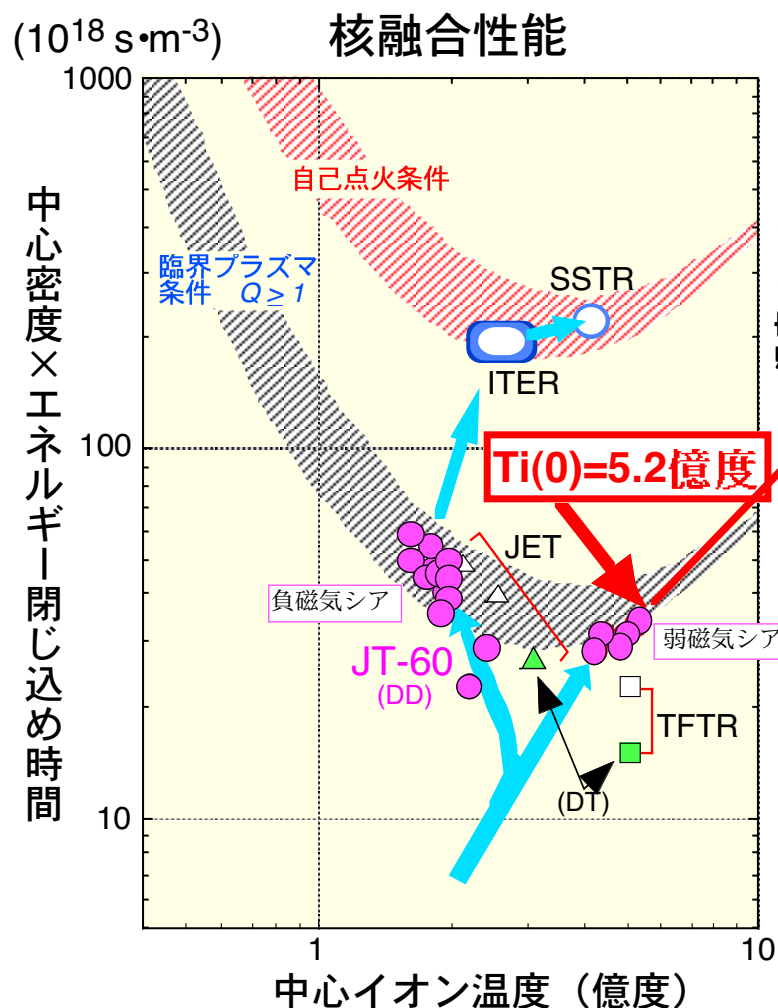 (10¹⁸ s•m⁻³)
核融合性能
1000
自己点火条件
臨界プラズマ
条件 Q ≥ 1
SSTR
ITER
100
Ti(0)=5.2億度
JET
負磁気シア
JT-60
(DD)
弱磁気シア
TFTR
(DT)
10
1
10
中心密度×エネルギー閉じ込め時間
中心イオン温度（億度）